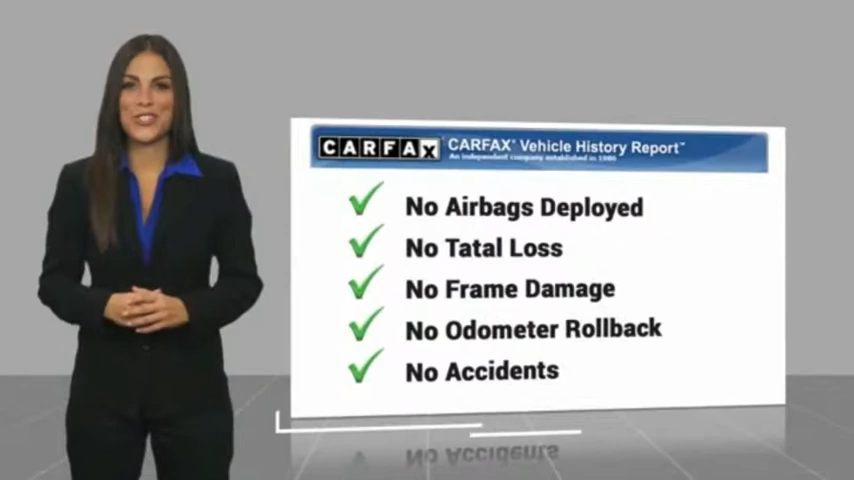 CARFAX CARFAX® Vehicle History Report™
An independent company established in 1986
No Airbags Deployed
No Tatal Loss
No Frame Damage
No Odometer Rollback
No Accidents
No Accidents